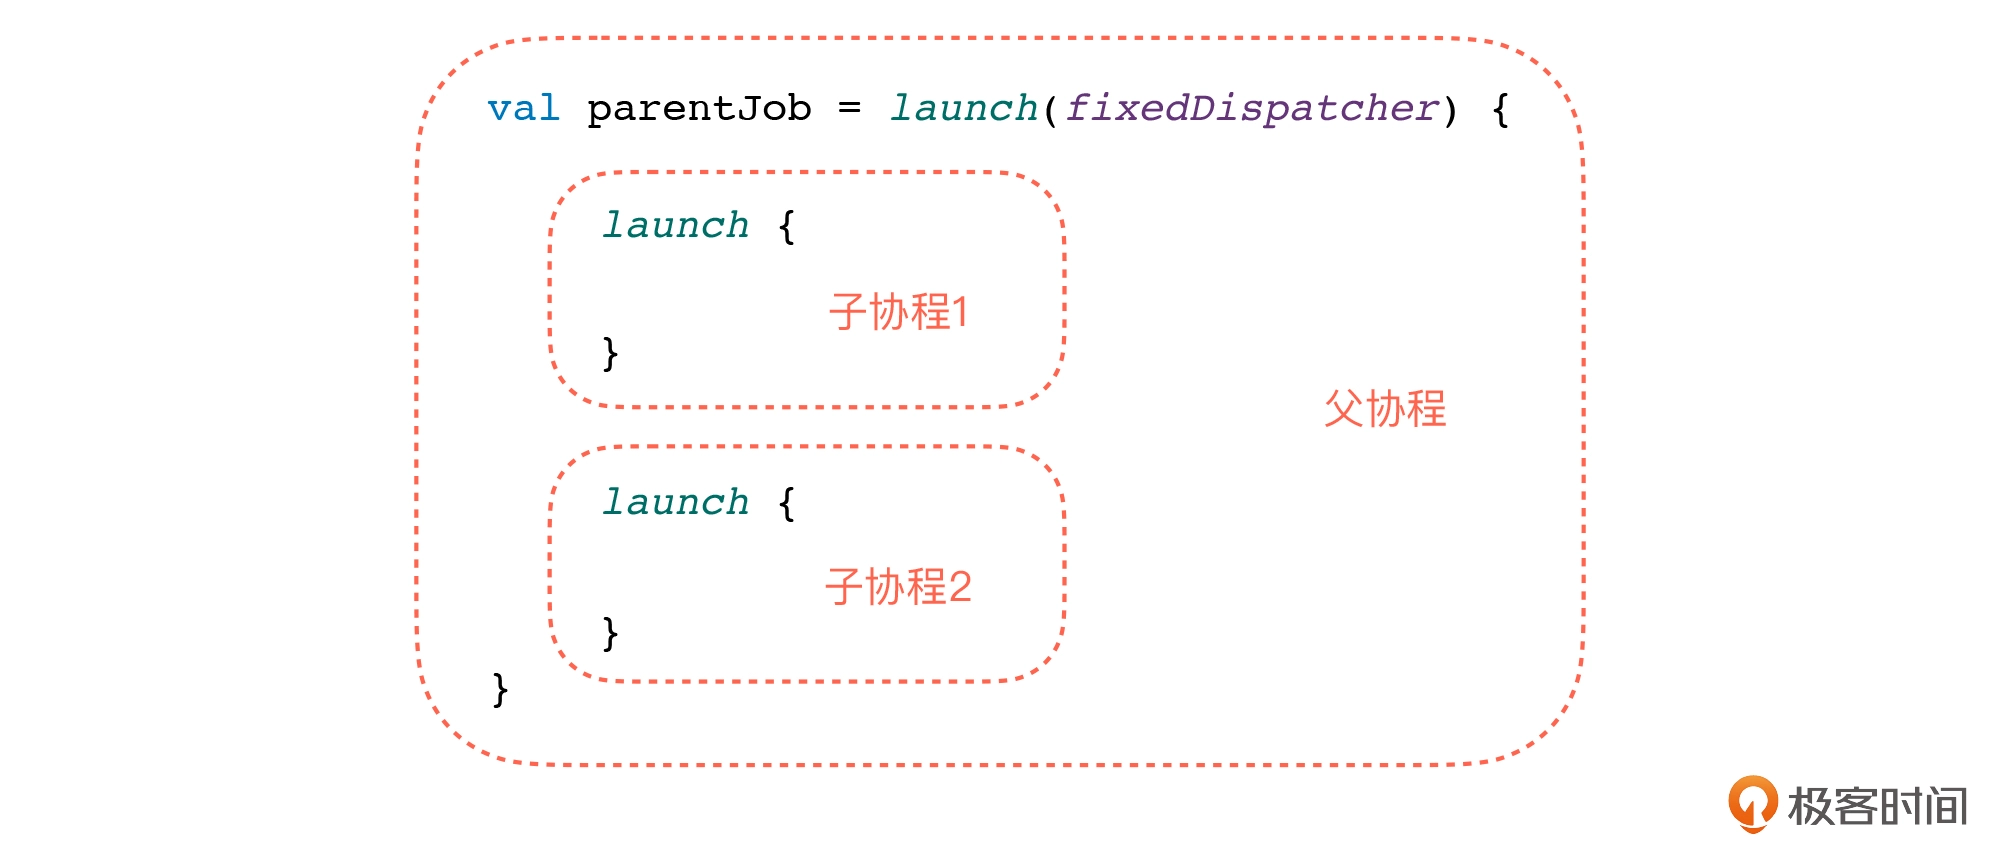 val parentJob = launch(fixedDispatcher) {
launch {
子协程1
}
父协程
launch {
子协程2
}
}
极客时间